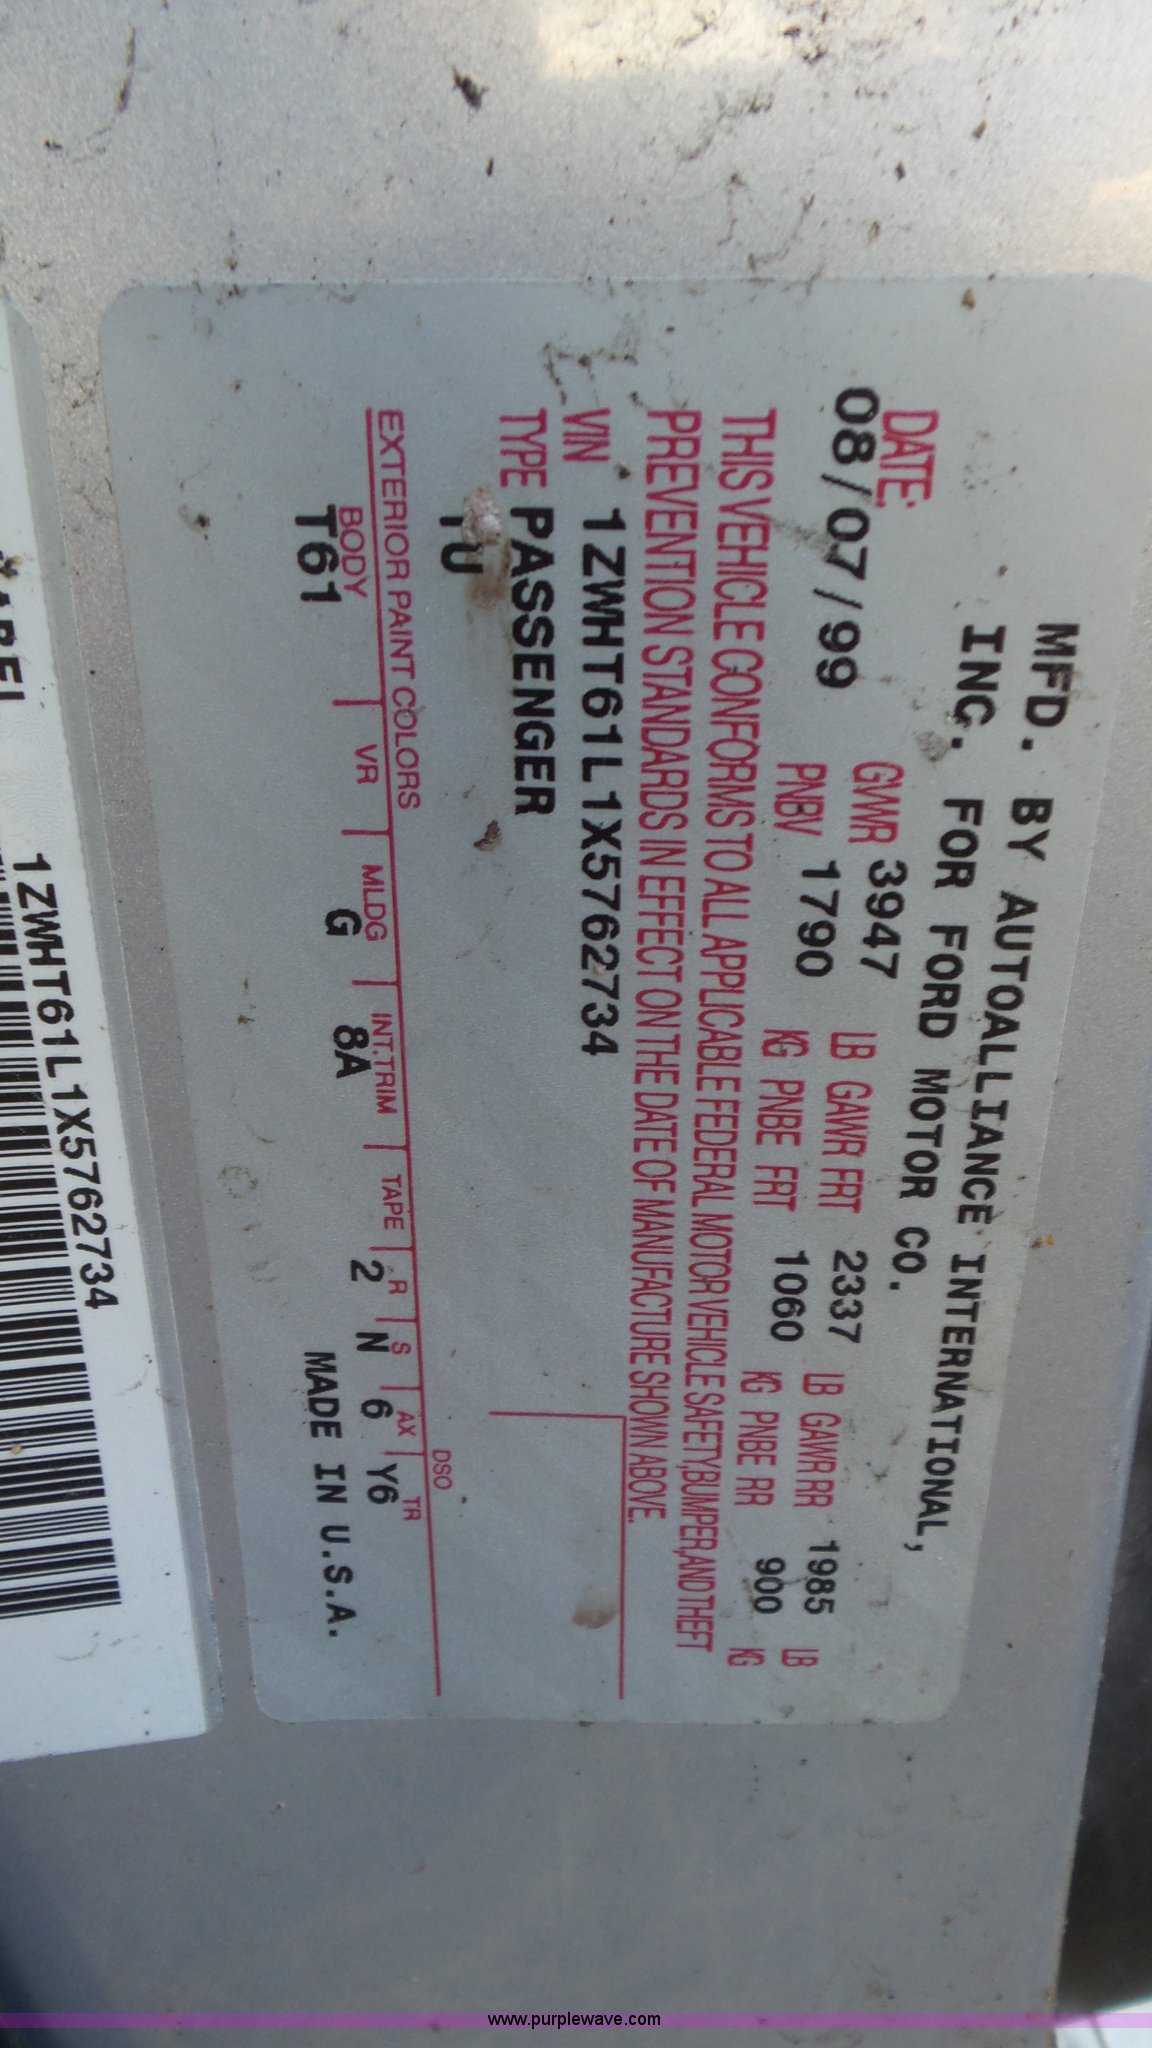 MFD. BY AUTOALLIANCE INTERNATIONAL,
INC. FOR FORD MOTOR CO.
DATE: GVWR 3947 LB GAWR FRT 2337 LB GAWR RR 1985 LB
08/07/99 PNBV 1790 KG PNBE FRT 1060 KG PNBE RR 900 KG
THIS VEHICLE CONFORMS TO ALL APPLICABLE FEDERAL MOTOR VEHICLE SAFETY, BUMPER, AND THEFT
PREVENTION STANDARDS IN EFFECT ON THE DATE OF MANUFACTURE SHOWN ABOVE.
VIN 1ZWHT61L1X5762734
TYPE PASSENGER
EXTERIOR PAINT COLORS DSO
BODY VR MLDG INT.TRIM TAPE R S AX TR
T61 G 8A 2 N 6 Y6
MADE IN U.S.A.
1ZWHT61L1X5762734
www.purplewave.com